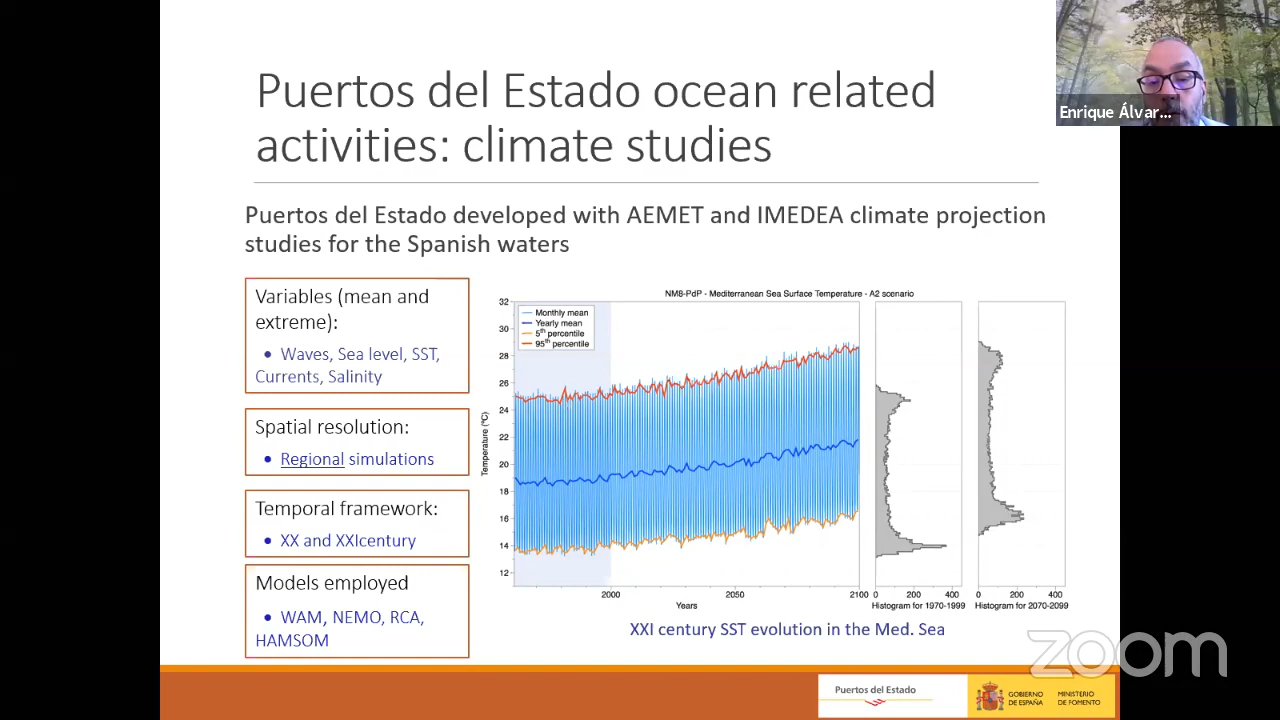 Puertos del Estado ocean related
activities: climate studies
Enrique Álvar...
Puertos del Estado developed with AEMET and IMEDEA climate projection
studies for the Spanish waters
Variables (mean and
extreme):
• Waves, Sea level, SST,
Currents, Salinity
Spatial resolution:
• Regional simulations
Temporal framework:
• XX and XXIcentury
Models employed
• WAM, NEMO, RCA,
HAMSOM
NM8-PdP - Mediterranean Sea Surface Temperature - A2 scenario
Monthly mean
Yearly mean
5th percentile
95th percentile
Temperature (ºC)
32
30
28
26
24
22
20
18
16
14
12
2000
2050
2100
Years
0
200
400
Histogram for 1970-1999
0
200
400
Histogram for 2070-2099
XXI century SST evolution in the Med. Sea
zoom
Puertos del Estado
GOBIERNO
DE ESPAÑA
MINISTERIO
DE FOMENTO